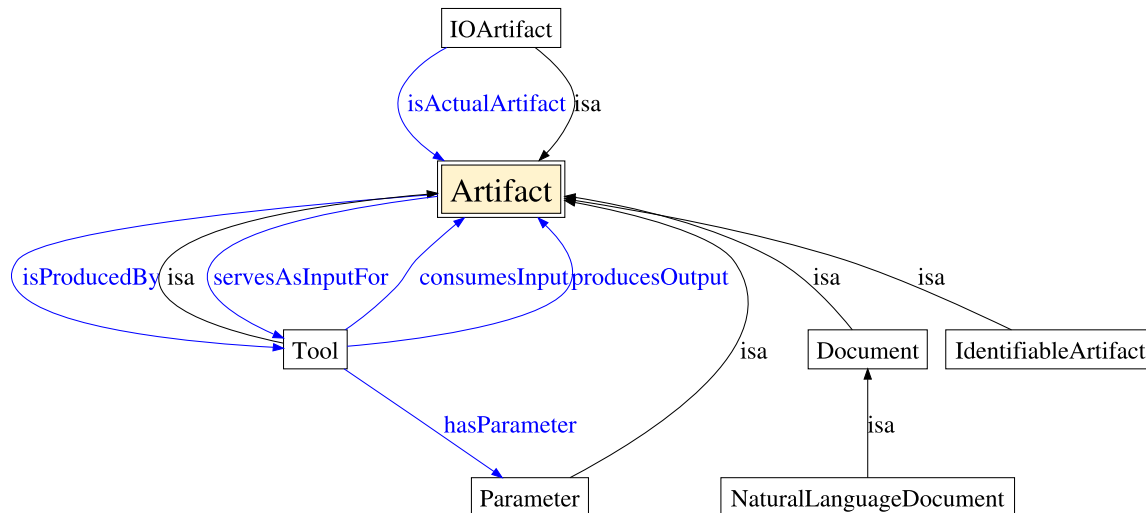 IOArtifact
isActualArtifact
isa
Artifact
isProducedBy
isa
servesAsInputFor
consumesInput
producesOutput
isa
isa
Tool
isa
Document
IdentifiableArtifact
hasParameter
isa
Parameter
NaturalLanguageDocument